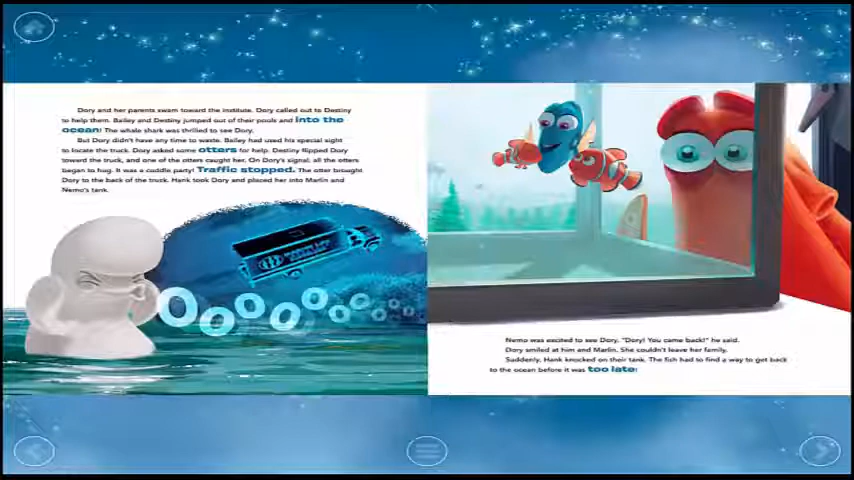 Dory and her parents swam toward the institute. Dory called out to Destiny
to help them. Bailey and Destiny jumped out of their pools and into the
ocean! The whale shark was thrilled to see Dory.
But Dory didn't have any time to waste. Bailey had used his special sight
to locate the truck. Dory asked some otters for help. Destiny flipped Dory
toward the truck, and one of the otters caught her. On Dory's signal, all the otters
began to hug. It was a cuddle party! Traffic stopped. The otter brought
Dory to the back of the truck. Hank took Dory and placed her into Marlin and
Nemo's tank.
OOOOOO
Nemo was excited to see Dory. "Dory! You came back!" he said.
Dory smiled at him and Marlin. She couldn't leave her family.
Suddenly, Hank knocked on their tank. The fish had to find a way to get back
to the ocean before it was too late!